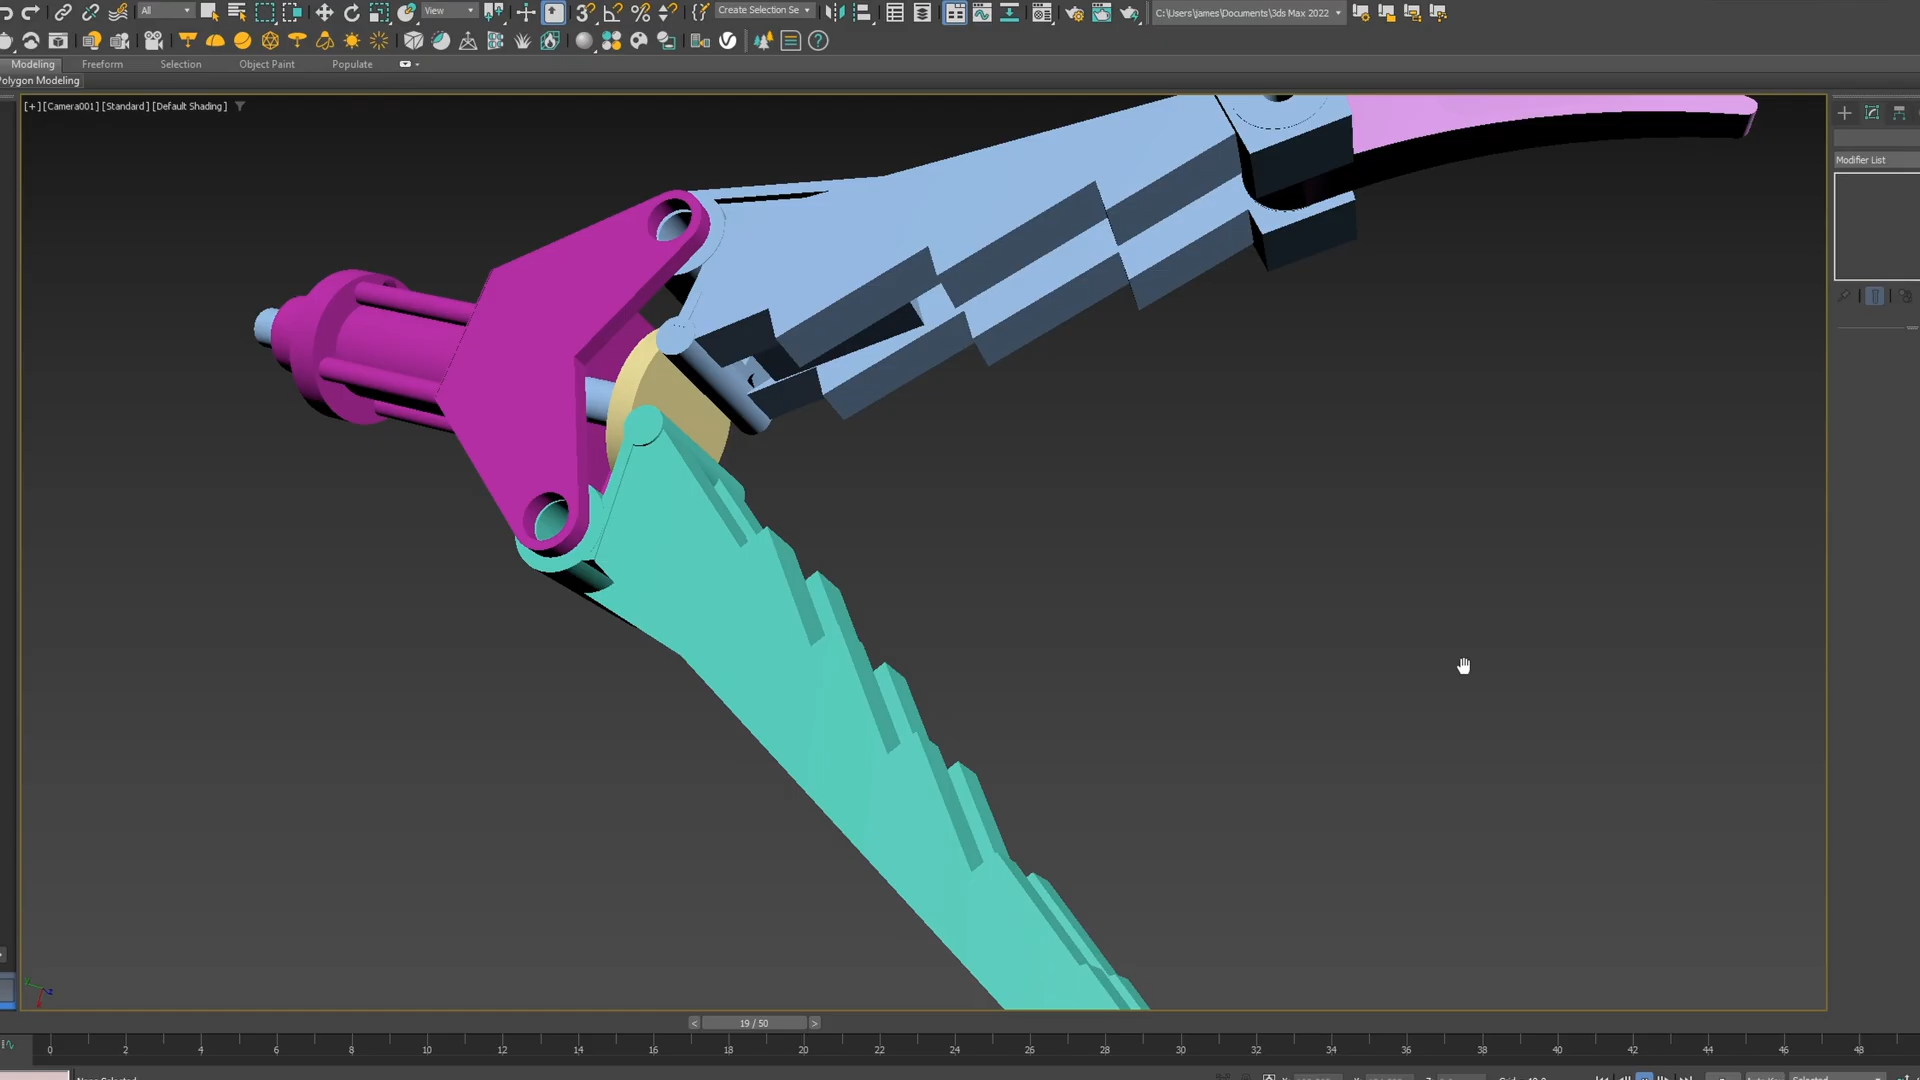 All
View
Create Selection Se
C:\Users\james\Documents\3ds Max 2022
Modeling
Freeform
Selection
Object Paint
Populate
Polygon Modeling
[+] [Camera001] [Standard] [Default Shading]
Modifier List
< 19 / 50 >
0 2 4 6 8 10 12 14 16 18 20 22 24 26 28 30 32 34 36 38 40 42 44 46 48